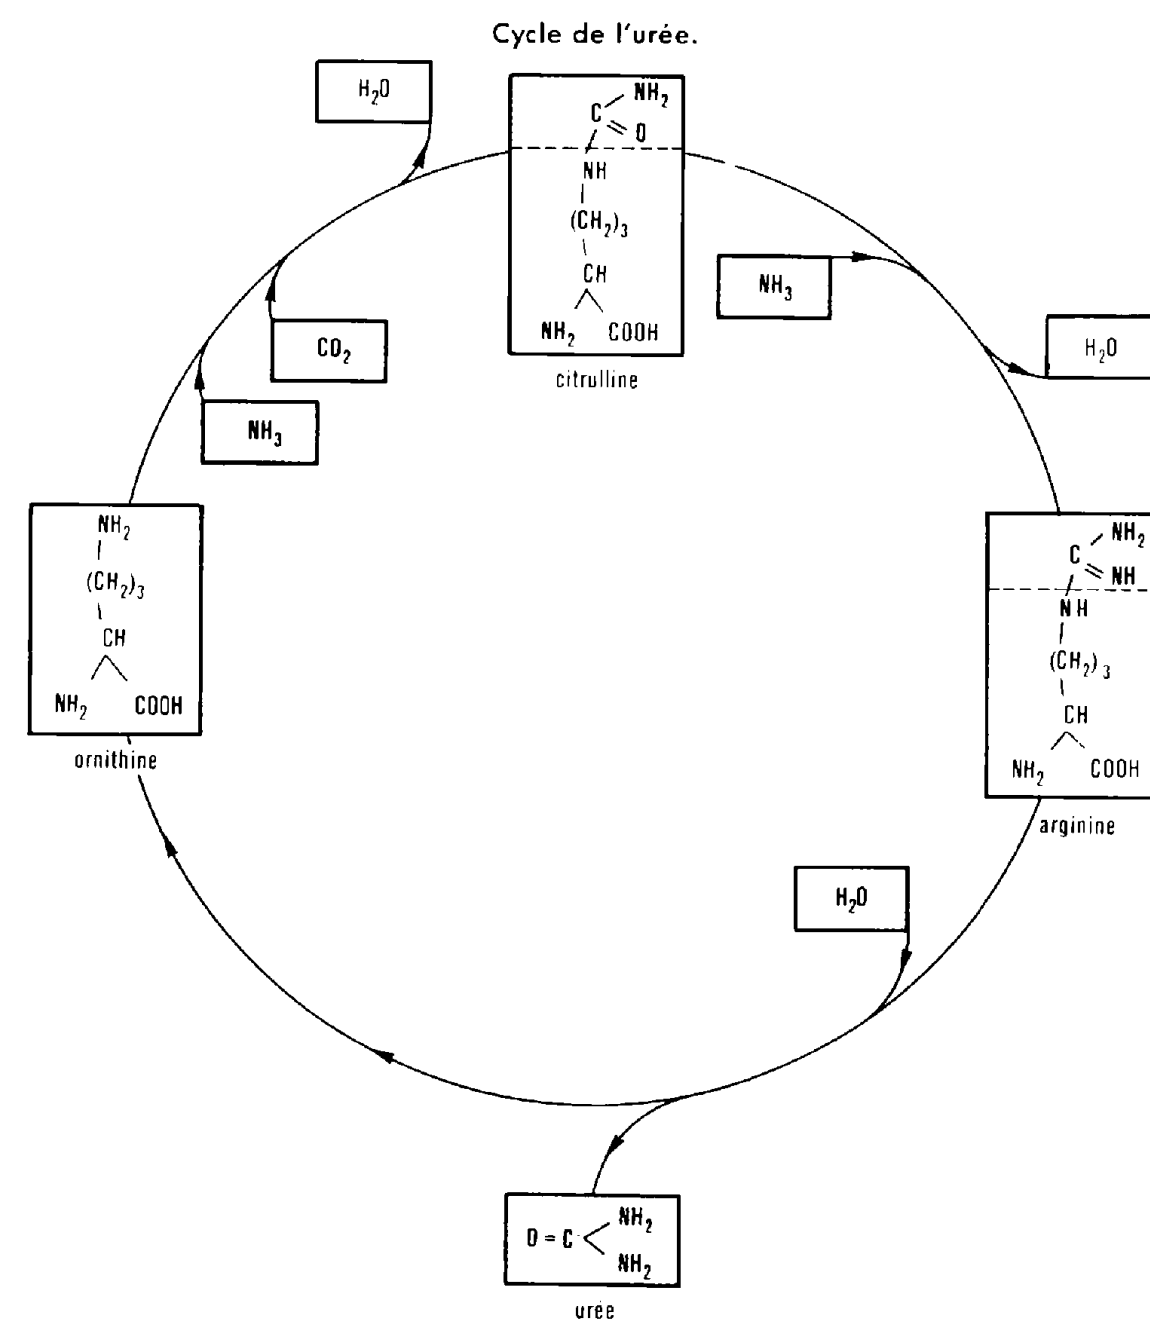 Cycle de l'urée.
H₂O
NH₂
C
O
NH
(CH₂)₃
CH
NH₂ COOH
citrulline
NH₃
H₂O
CO₂
NH₃
NH₂
(CH₂)₃
CH
NH₂ COOH
ornithine
NH₂
C
NH
NH
(CH₂)₃
CH
NH₂ COOH
arginine
H₂O
NH₂
O=C
NH₂
urée